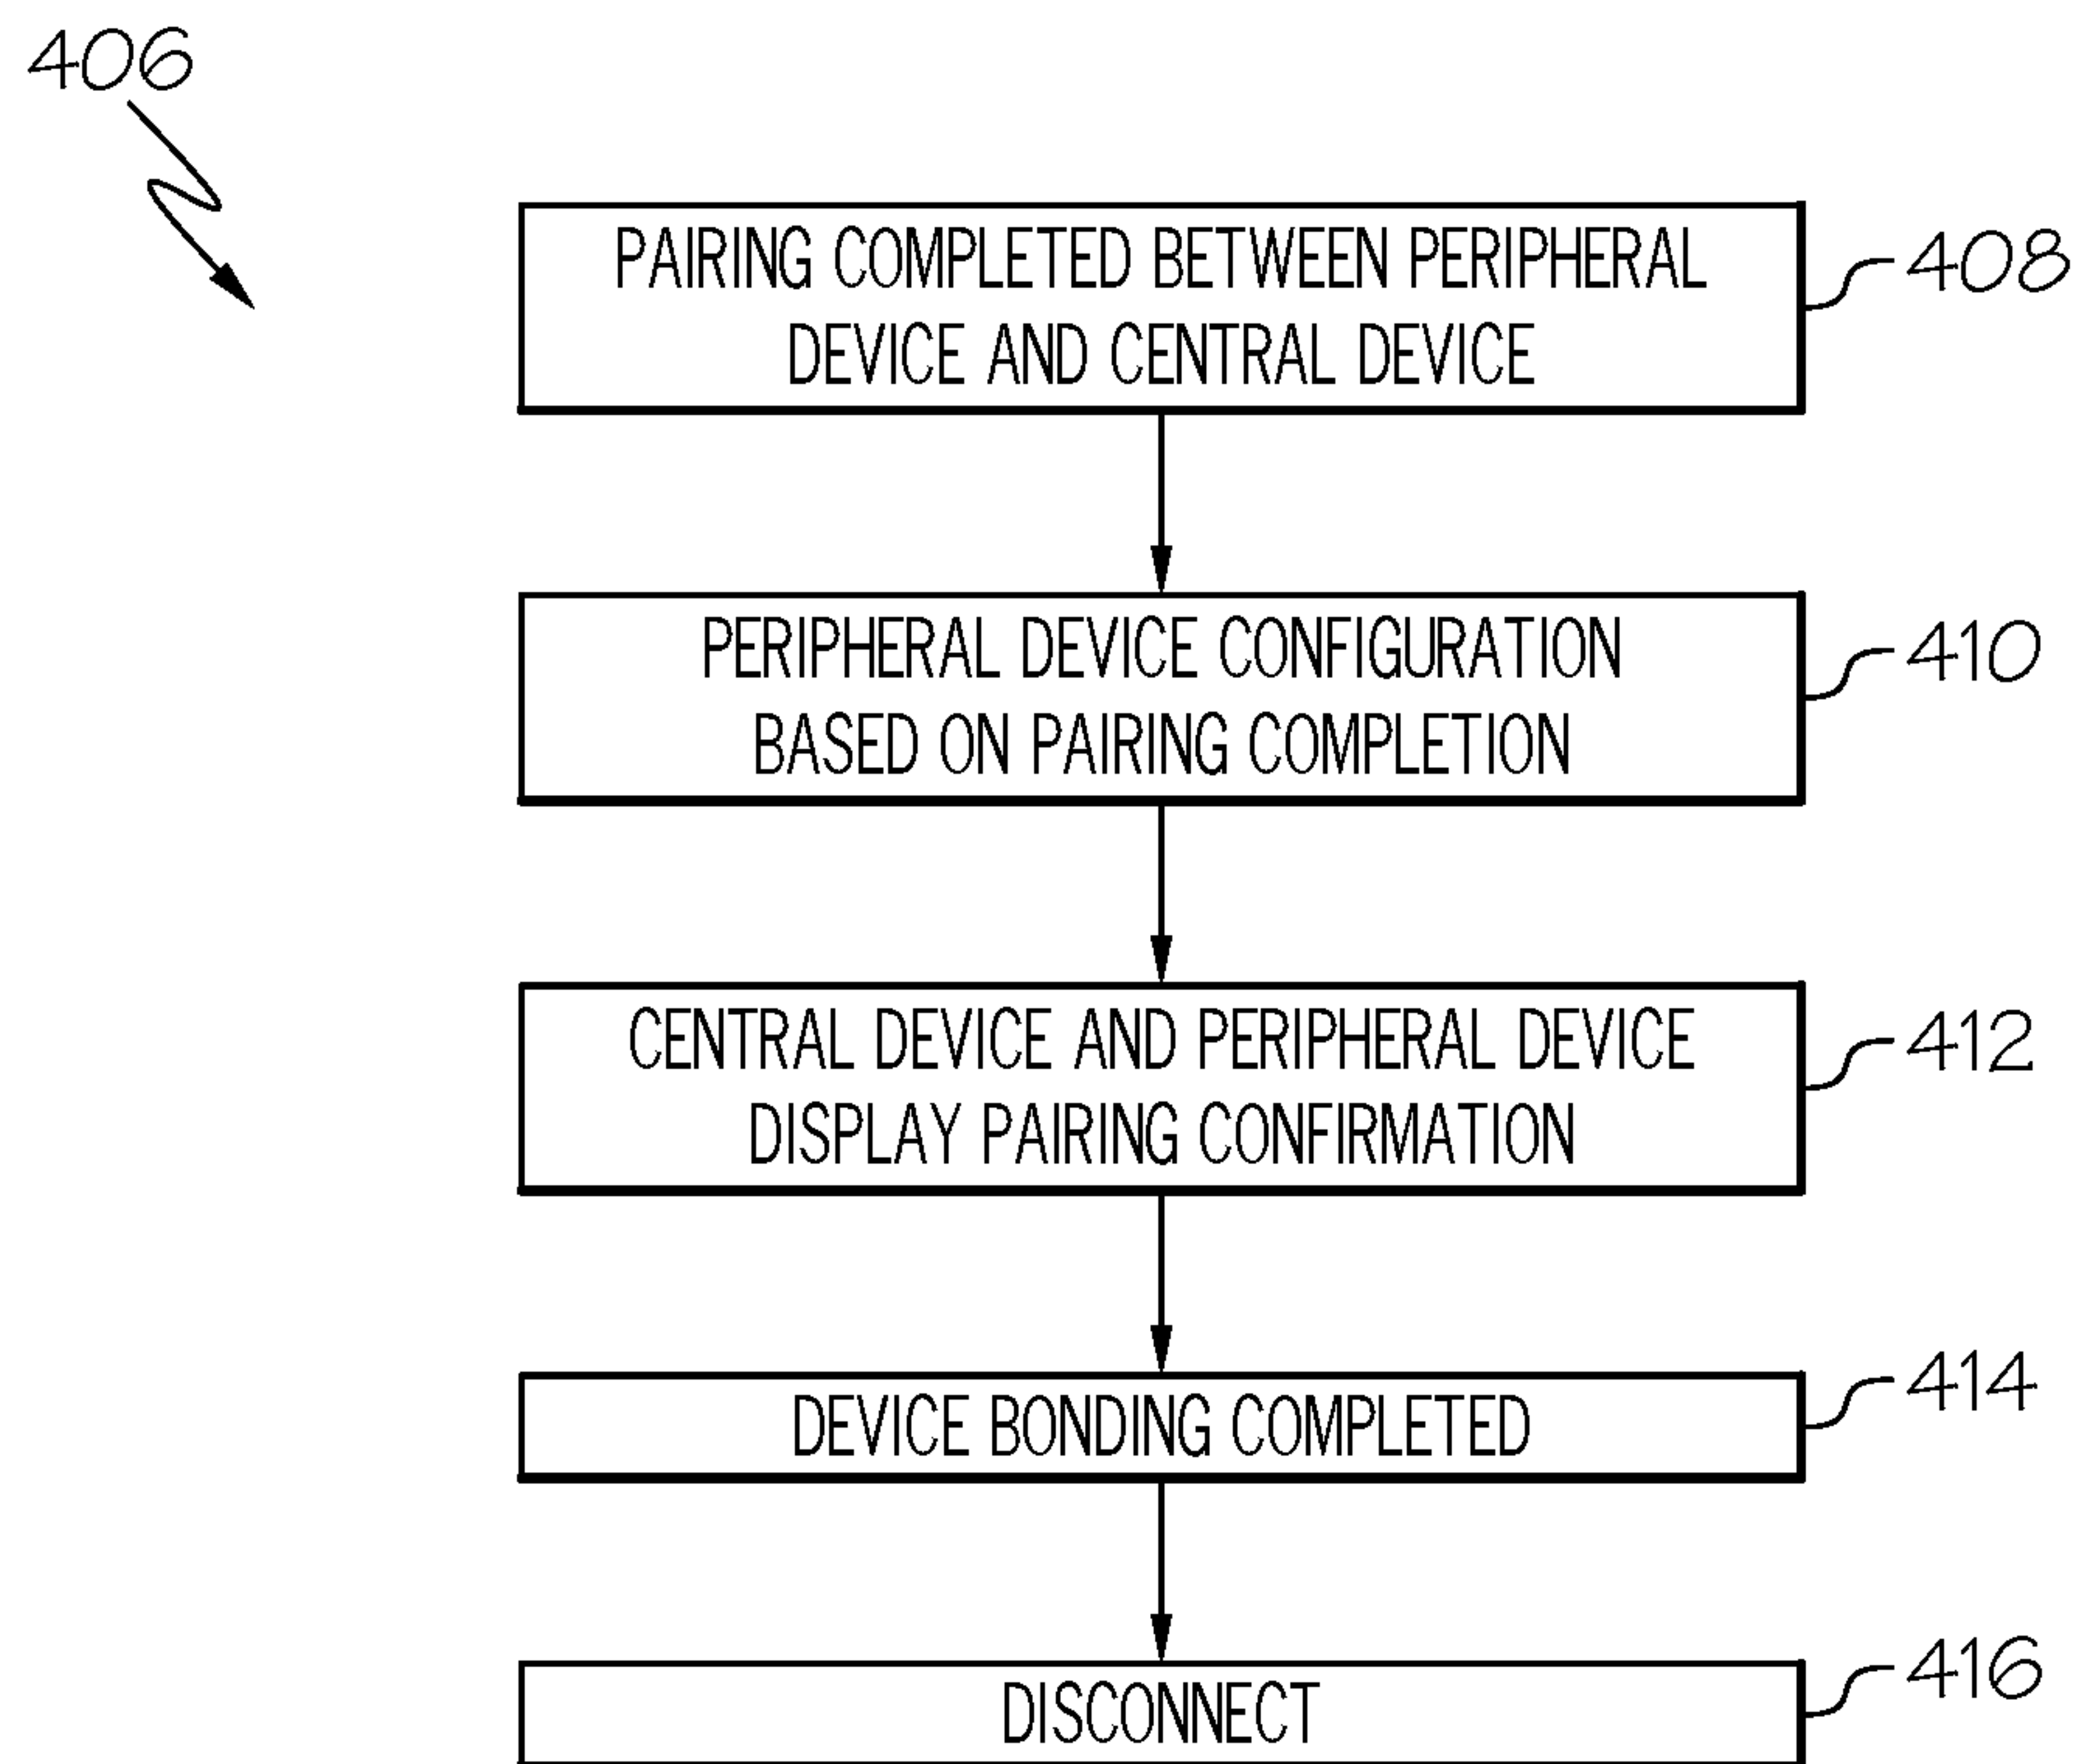 406
PAIRING COMPLETED BETWEEN PERIPHERAL
DEVICE AND CENTRAL DEVICE
408
PERIPHERAL DEVICE CONFIGURATION
BASED ON PAIRING COMPLETION
410
CENTRAL DEVICE AND PERIPHERAL DEVICE
DISPLAY PAIRING CONFIRMATION
412
DEVICE BONDING COMPLETED
414
DISCONNECT
416